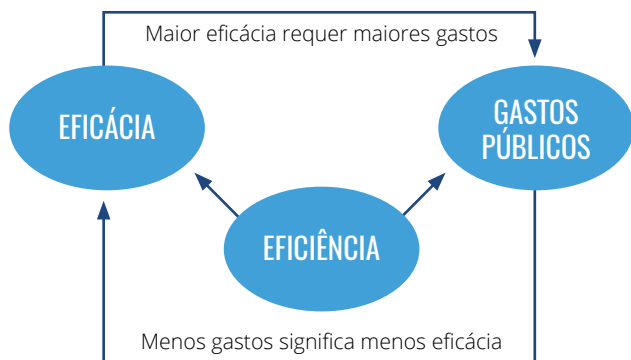 Maior eficácia requer maiores gastos
EFICÁCIA
GASTOS
PÚBLICOS
EFICIÊNCIA
Menos gastos significa menos eficácia